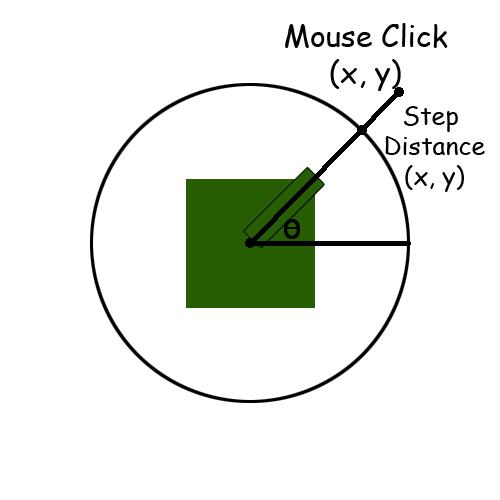 Mouse Click
(x, y)
Step
Distance
(x, y)
θ